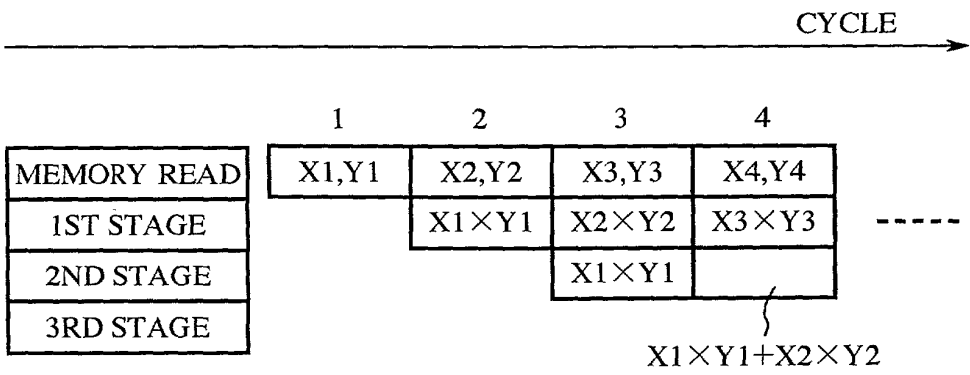 CYCLE
1 2 3 4
MEMORY READ X1,Y1 X2,Y2 X3,Y3 X4,Y4
1ST STAGE X1×Y1 X2×Y2 X3×Y3 -----
2ND STAGE X1×Y1
3RD STAGE
X1×Y1+X2×Y2